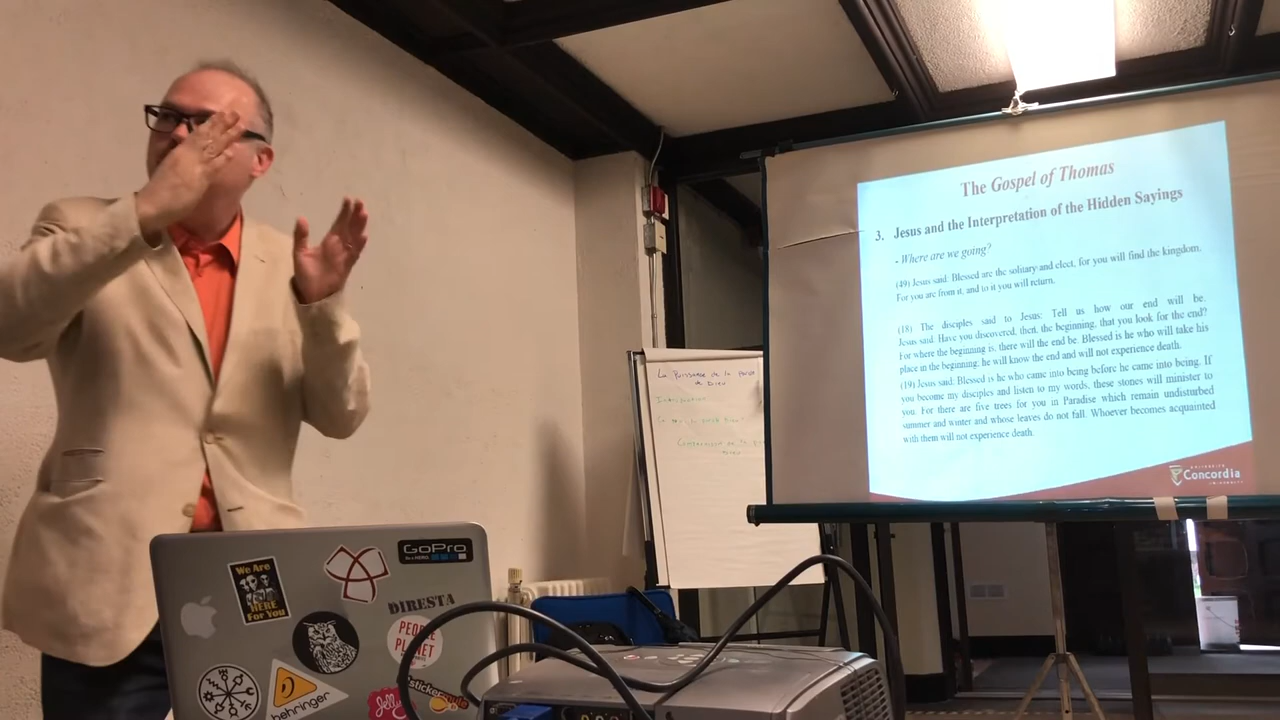 The Gospel of Thomas
3. Jesus and the Interpretation of the Hidden Sayings
- Where are we going?
(49) Jesus said: Blessed are the solitary and elect, for you will find the kingdom.
For you are from it, and to it you will return.
(18) The disciples said to Jesus: Tell us how our end will be.
Jesus said: Have you discovered, then, the beginning, that you look for the end?
For where the beginning is, there will the end be. Blessed is he who will take his
place in the beginning; he will know the end and will not experience death.
(19) Jesus said: Blessed is he who came into being before he came into being. If
you become my disciples and listen to my words, these stones will minister to
you. For there are five trees for you in Paradise which remain undisturbed
summer and winter and whose leaves do not fall. Whoever becomes acquainted
with them will not experience death.
UNIVERSITÉ
Concordia
UNIVERSITY
La Puissance de la
de Dieu
GoPro
Be a HERO.
We Are
HERE
For You
DIRESTA
PEOPLE
PLANET
behringer
Jelly
stickermule